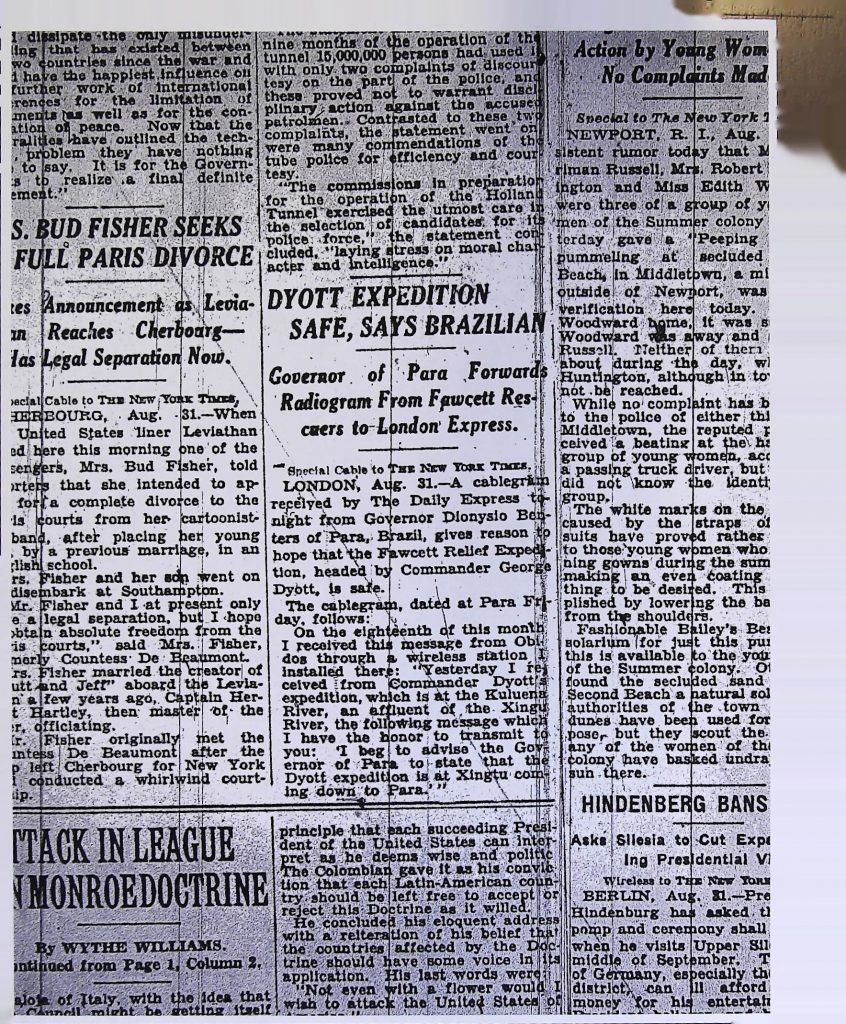 dissipate the only misunder-
ing that has existed between
wo countries since the war and
have the happiest influence on
further work of international
rences for the limitation of
ments as well as for the con-
ation of peace. Now that the
ralities have outlined the tech-
problem they have nothing
to say. It is for the Govern-
s to realize a final definite
ement."
S. BUD FISHER SEEKS
FULL PARIS DIVORCE
es Announcement as Levia-
an Reaches Cherbourg—
Has Legal Separation Now.
pecial Cable to THE NEW YORK TIMES.
HERBOURG, Aug. 31.—When
United States liner Leviathan
ed here this morning one of the
sengers, Mrs. Bud Fisher, told
rters that she intended to ap-
for a complete divorce to the
is courts from her cartoonist-
band, after placing her young
by a previous marriage, in an
lish school.
rs. Fisher and her son went on
disembark at Southampton.
Mr. Fisher and I at present only
e a legal separation, but I hope
obtain absolute freedom from the
is courts," said Mrs. Fisher,
merly Countess De Beaumont.
rs. Fisher married the creator of
utt and Jeff" aboard the Levia-
n a few years ago, Captain Her-
t Hartley, then master of the
r, officiating.
r. Fisher originally met the
ntess De Beaumont after the
p left Cherbourg for New York
conducted a whirlwind court-
ip.
TTACK IN LEAGUE
N MONROE DOCTRINE
By WYTHE WILLIAMS.
ontinued from Page 1, Column 2.
of Italy, with the idea that
Council might be getting itself
nine months of the operation of the
tunnel 15,000,000 persons had used it
with only two complaints of discour-
tesy on the part of the police, and
these proved not to warrant disci-
plinary action against the accused
patrolmen. Contrasted to these two
complaints, the statement went on,
were many commendations of the
tube police for efficiency and cour-
tesy.
"The commissions in preparation
for the operation of the Holland
Tunnel exercised the utmost care in
the selection of candidates for its
police force," the statement con-
cluded, "laying stress on moral char-
acter and intelligence."
DYOTT EXPEDITION
SAFE, SAYS BRAZILIAN
Governor of Para Forwards
Radiogram From Fawcett Res-
cuers to London Express.
Special Cable to THE NEW YORK TIMES.
LONDON, Aug. 31.—A cablegram
received by The Daily Express to-
night from Governor Dionysio Ben-
ters of Para, Brazil, gives reason to
hope that the Fawcett Relief Expedi-
tion, headed by Commander George
Dyott, is safe.
The cablegram, dated at Para Fri-
day, follows:
On the eighteenth of this month
I received this message from Obi-
dos through a wireless station I
installed there: "Yesterday I re-
ceived from Commander Dyott's
expedition, which is at the Kuluena
River, an affluent of the Xingu
River, the following message which
I have the honor to transmit to
you: 'I beg to advise the Gov-
ernor of Para to state that the
Dyott expedition is at Xingtu com-
ing down to Para.'"
principle that each succeeding Presi-
dent of the United States can inter-
pret as he deems wise and politic
The Colombian gave it as his convic-
tion that each Latin-American coun-
try should be left free to accept or
reject this Doctrine as it willed.
He concluded his eloquent address
with a reiteration of his belief that
the countries affected by the Doc-
trine should have some voice in its
application. His last words were:
"Not even with a flower would I
wish to attack the United States of
Action by Young Wom
No Complaints Mad
Special to The New York T
NEWPORT, R. I., Aug.
sistent rumor today that M
riman Russell, Mrs. Robert
ington and Miss Edith W
were three of a group of y
men of the Summer colony
terday gave a "Peeping
pummeling at secluded
Beach, in Middletown, a mi
outside of Newport, was
verification here today.
Woodward home, it was s
Woodward was away and
Russell. Neither of them
about during the day, w
Huntington, although in to
not be reached.
While no complaint has b
to the police of either thi
Middletown, the reputed p
ceived a beating at the ha
group of young women, acc
a passing truck driver, but
did not know the identi
group.
The white marks on the
caused by the straps of
suits have proved rather
to those young women who
ning gowns during the sum
making an even coating
thing to be desired. This
plished by lowering the ba
from the shoulders.
Fashionable Bailey's Bea
solarium for just this pur
this is available to the you
of the Summer colony. O
found the secluded sand
Second Beach a natural sol
authorities of the town
dunes have been used for
pose, but they scout the
any of the women of the
colony have basked undra
sun there.
HINDENBERG BANS
Asks Silesia to Cut Expe
ing Presidential Vi
Wireless to THE NEW YORK
BERLIN, Aug. 31.—Pre
Hindenburg has asked th
pomp and ceremony shall
when he visits Upper Sil
middle of September. T
of Germany, especially th
district, can ill afford
money for his entertain